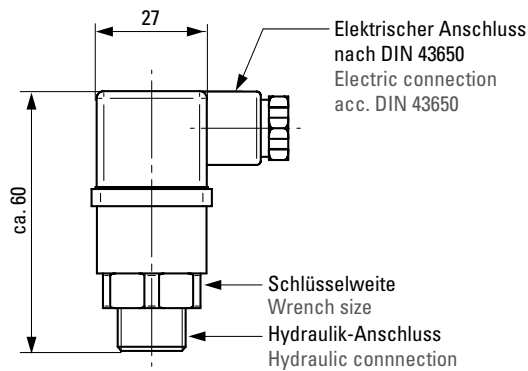 27
Elektrischer Anschluss
nach DIN 43650
Electric connection
acc. DIN 43650
ca. 60
Schlüsselweite
Wrench size
Hydraulik-Anschluss
Hydraulic connnection